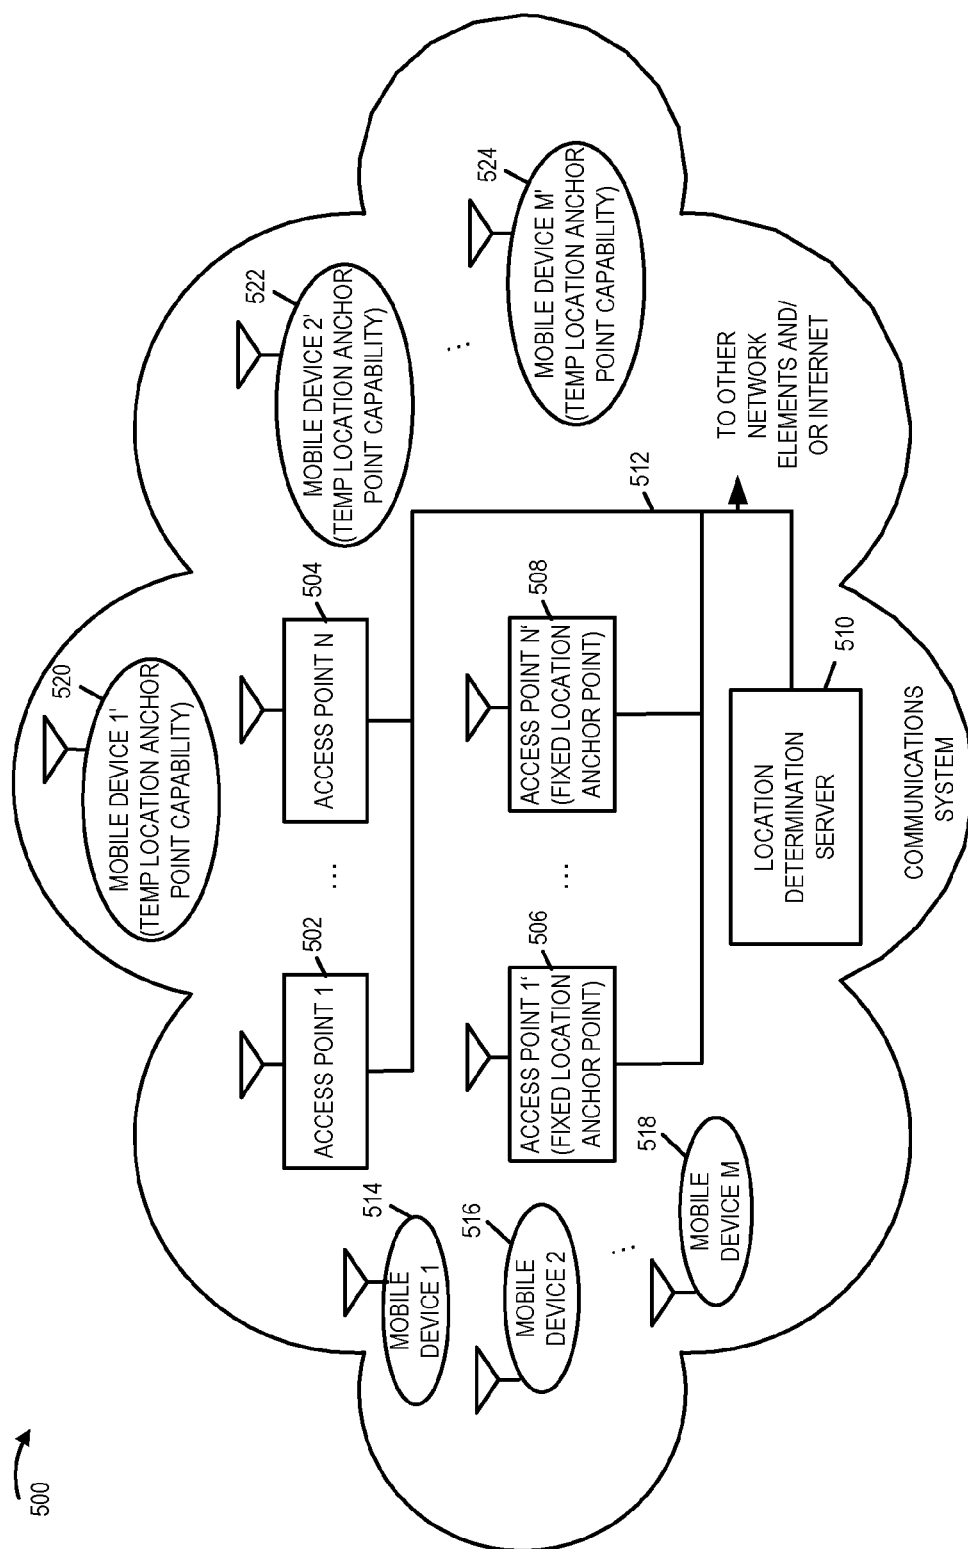 500
MOBILE DEVICE 1'
(TEMP LOCATION ANCHOR
POINT CAPABILITY)
520
MOBILE DEVICE 2'
(TEMP LOCATION ANCHOR
POINT CAPABILITY)
522
...
MOBILE DEVICE M'
(TEMP LOCATION ANCHOR
POINT CAPABILITY)
524
MOBILE
DEVICE 1
514
MOBILE
DEVICE 2
516
...
MOBILE
DEVICE M
518
ACCESS POINT 1
502
...
ACCESS POINT N
504
ACCESS POINT 1'
(FIXED LOCATION
ANCHOR POINT)
506
...
ACCESS POINT N'
(FIXED LOCATION
ANCHOR POINT)
508
512
TO OTHER
NETWORK
ELEMENTS AND/
OR INTERNET
LOCATION
DETERMINATION
SERVER
510
COMMUNICATIONS
SYSTEM